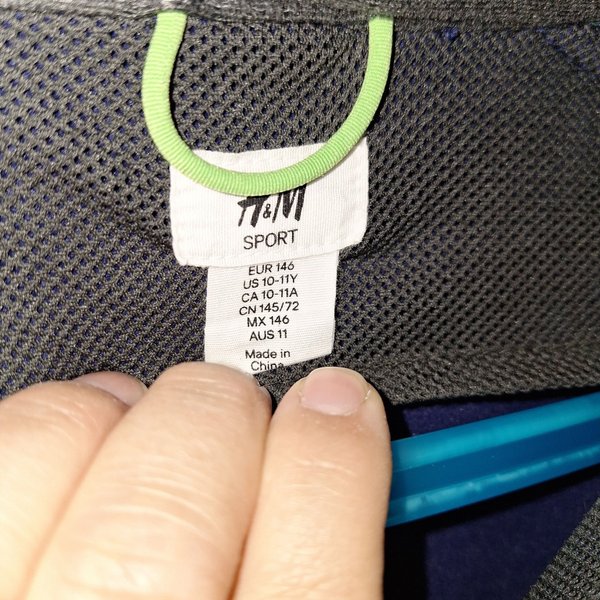 H&M
SPORT
EUR 146
US 10-11Y
CA 10-11A
CN 145/72
MX 146
AUS 11
Made in
China